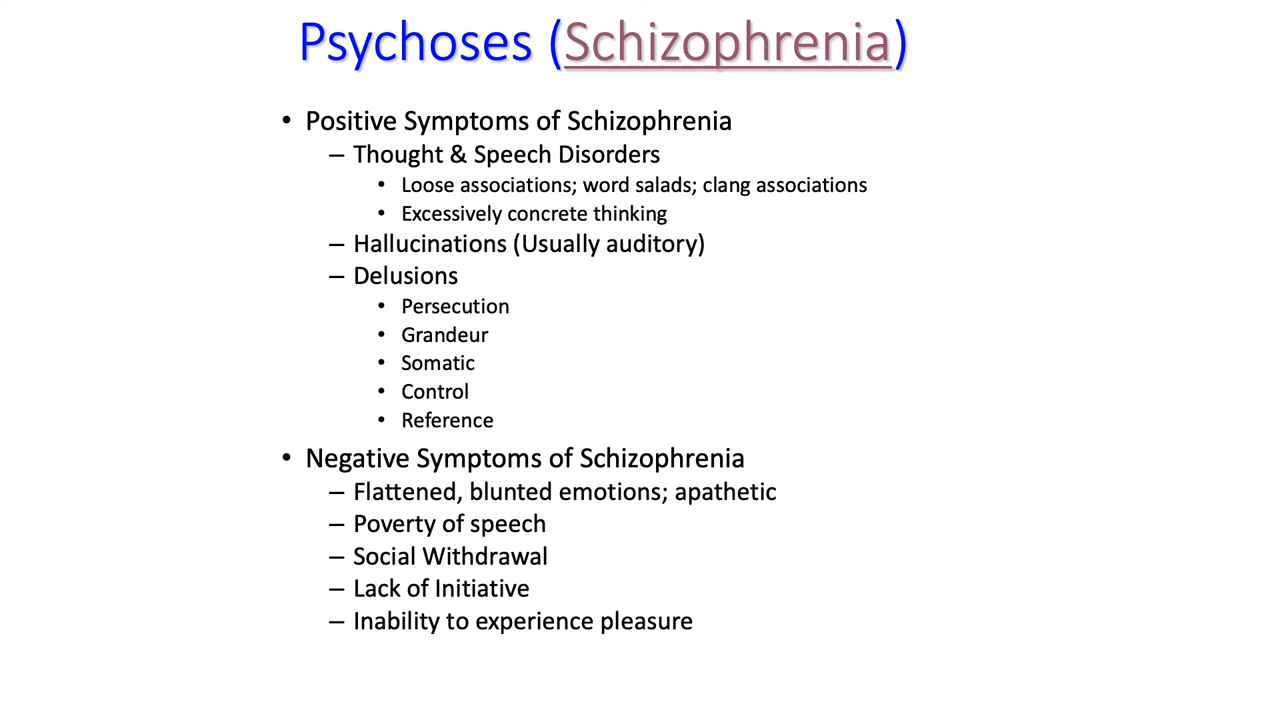 Psychoses (Schizophrenia)
• Positive Symptoms of Schizophrenia
– Thought & Speech Disorders
• Loose associations; word salads; clang associations
• Excessively concrete thinking
– Hallucinations (Usually auditory)
– Delusions
• Persecution
• Grandeur
• Somatic
• Control
• Reference
• Negative Symptoms of Schizophrenia
– Flattened, blunted emotions; apathetic
– Poverty of speech
– Social Withdrawal
– Lack of Initiative
– Inability to experience pleasure